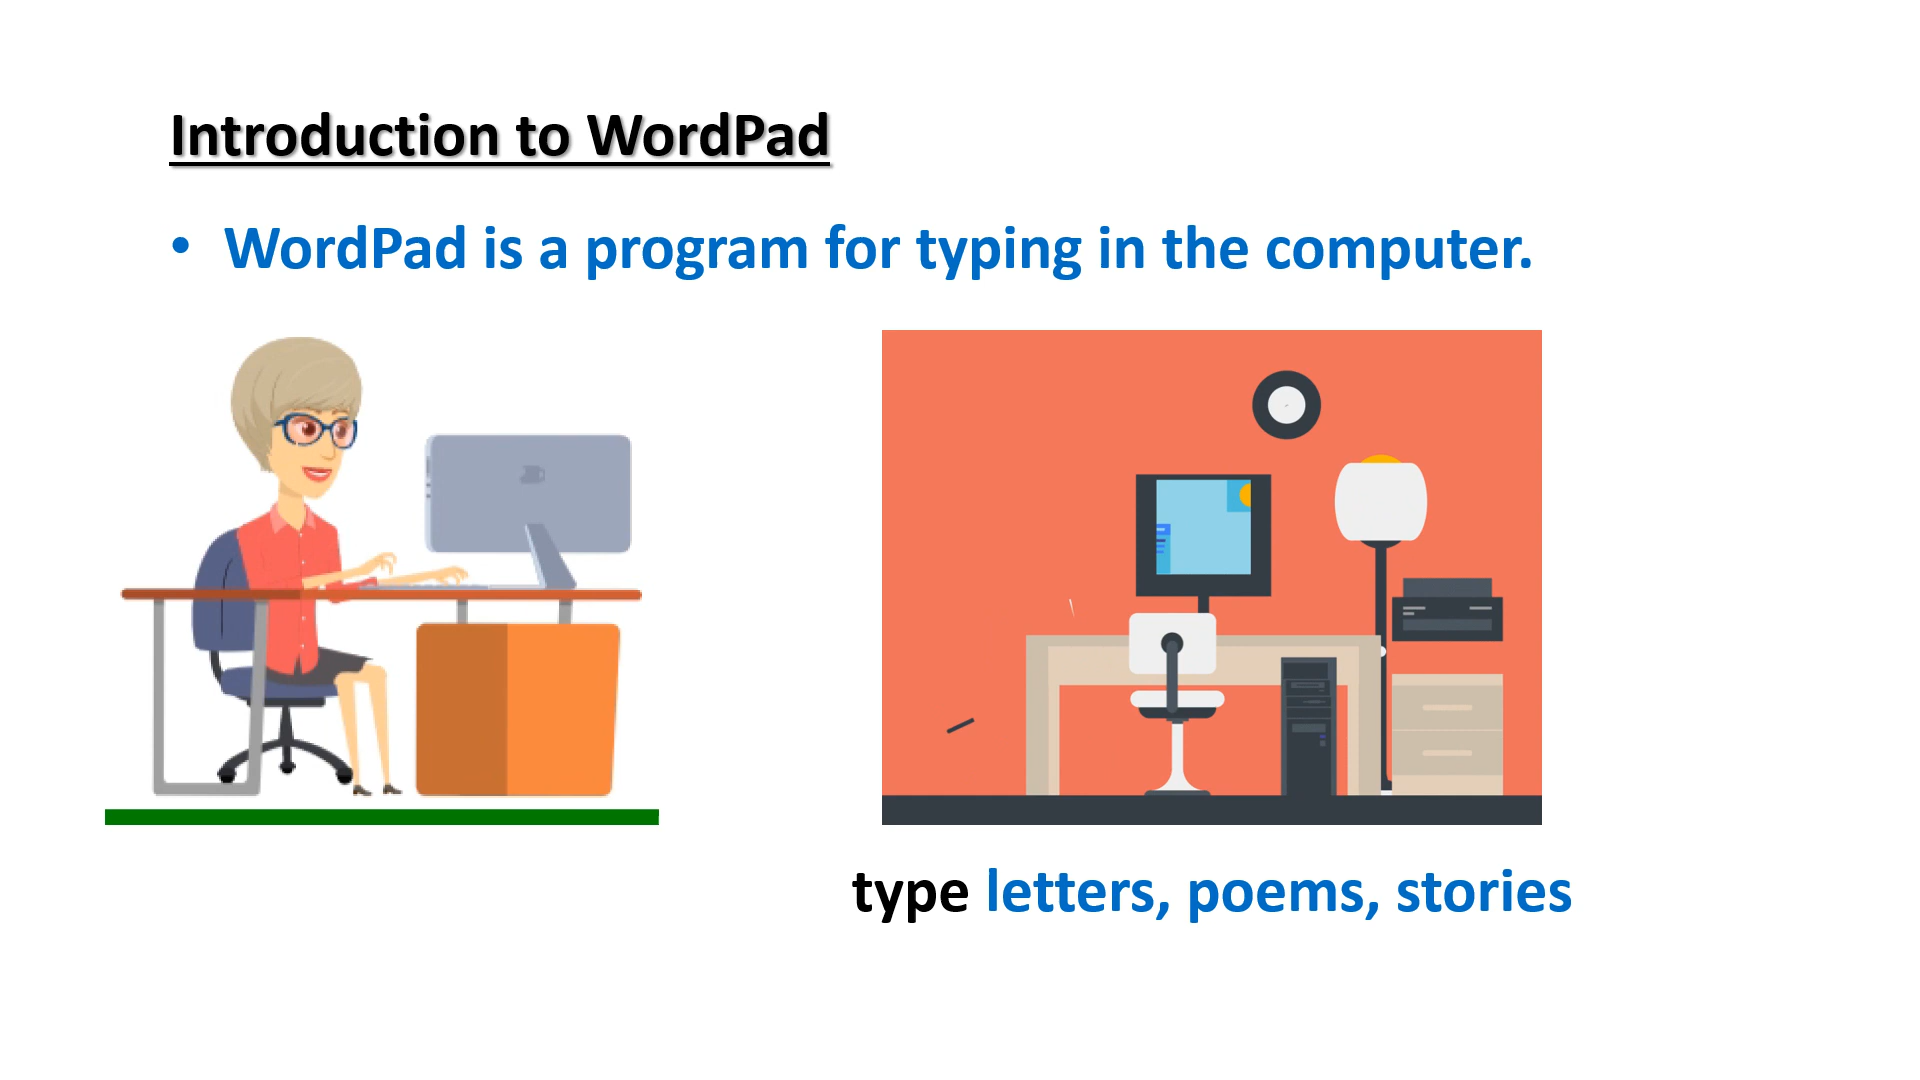 Introduction to WordPad
• WordPad is a program for typing in the computer.
type letters, poems, stories